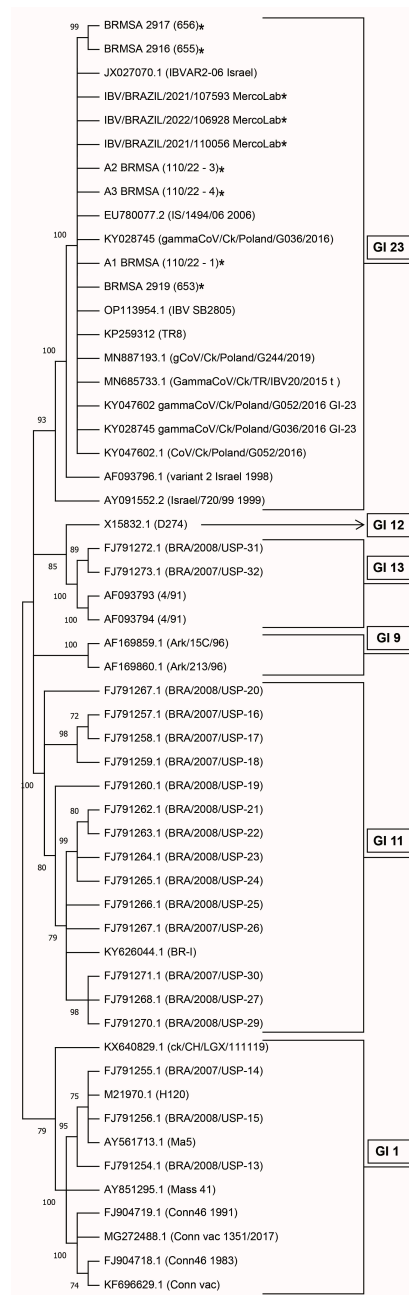 BRMSA 2917 (656)*
99
BRMSA 2916 (655)*
JX027070.1 (IBVAR2-06 Israel)
IBV/BRAZIL/2021/107593 MercoLab*
IBV/BRAZIL/2022/106928 MercoLab*
IBV/BRAZIL/2021/110056 MercoLab*
A2 BRMSA (110/22 - 3)*
A3 BRMSA (110/22 - 4)*
EU780077.2 (IS/1494/06 2006)
100
KY028745 (gammaCoV/Ck/Poland/G036/2016)
GI 23
A1 BRMSA (110/22 - 1)*
BRMSA 2919 (653)*
OP113954.1 (IBV SB2805)
KP259312 (TR8)
100
MN887193.1 (gCoV/Ck/Poland/G244/2019)
MN685733.1 (GammaCoV/Ck/TR/IBV20/2015 t )
KY047602 gammaCoV/Ck/Poland/G052/2016 GI-23
93
KY028745 gammaCoV/Ck/Poland/G036/2016 GI-23
KY047602.1 (CoV/Ck/Poland/G052/2016)
AF093796.1 (variant 2 Israel 1998)
AY091552.2 (Israel/720/99 1999)
X15832.1 (D274)
GI 12
89
FJ791272.1 (BRA/2008/USP-31)
85
FJ791273.1 (BRA/2007/USP-32)
GI 13
100
AF093793 (4/91)
100
AF093794 (4/91)
100
AF169859.1 (Ark/15C/96)
GI 9
AF169860.1 (Ark/213/96)
FJ791267.1 (BRA/2008/USP-20)
72
FJ791257.1 (BRA/2007/USP-16)
98
FJ791258.1 (BRA/2007/USP-17)
FJ791259.1 (BRA/2007/USP-18)
100
FJ791260.1 (BRA/2008/USP-19)
80
FJ791262.1 (BRA/2008/USP-21)
FJ791263.1 (BRA/2008/USP-22)
99
GI 11
FJ791264.1 (BRA/2008/USP-23)
80
FJ791265.1 (BRA/2008/USP-24)
FJ791266.1 (BRA/2008/USP-25)
FJ791267.1 (BRA/2007/USP-26)
79
KY626044.1 (BR-I)
FJ791271.1 (BRA/2007/USP-30)
FJ791268.1 (BRA/2008/USP-27)
98
FJ791270.1 (BRA/2008/USP-29)
KX640829.1 (ck/CH/LGX/111119)
FJ791255.1 (BRA/2007/USP-14)
75
M21970.1 (H120)
95
FJ791256.1 (BRA/2008/USP-15)
79
AY561713.1 (Ma5)
GI 1
FJ791254.1 (BRA/2008/USP-13)
AY851295.1 (Mass 41)
100
FJ904719.1 (Conn46 1991)
MG272488.1 (Conn vac 1351/2017)
100
FJ904718.1 (Conn46 1983)
74
KF696629.1 (Conn vac)